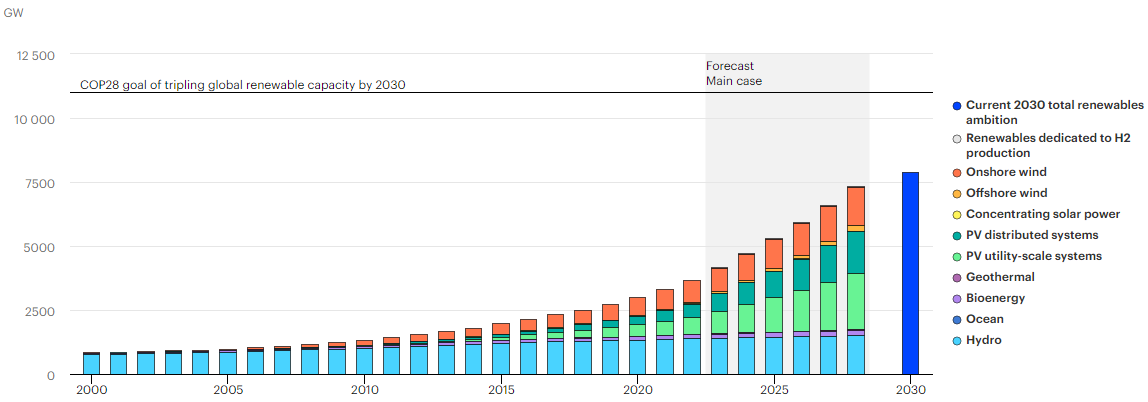 GW
12 500
COP28 goal of tripling global renewable capacity by 2030
Forecast
Main case
10 000
7500
5000
2500
0
2000
2005
2010
2015
2020
2025
2030
Current 2030 total renewables
ambition
Renewables dedicated to H2
production
Onshore wind
Offshore wind
Concentrating solar power
PV distributed systems
PV utility-scale systems
Geothermal
Bioenergy
Ocean
Hydro